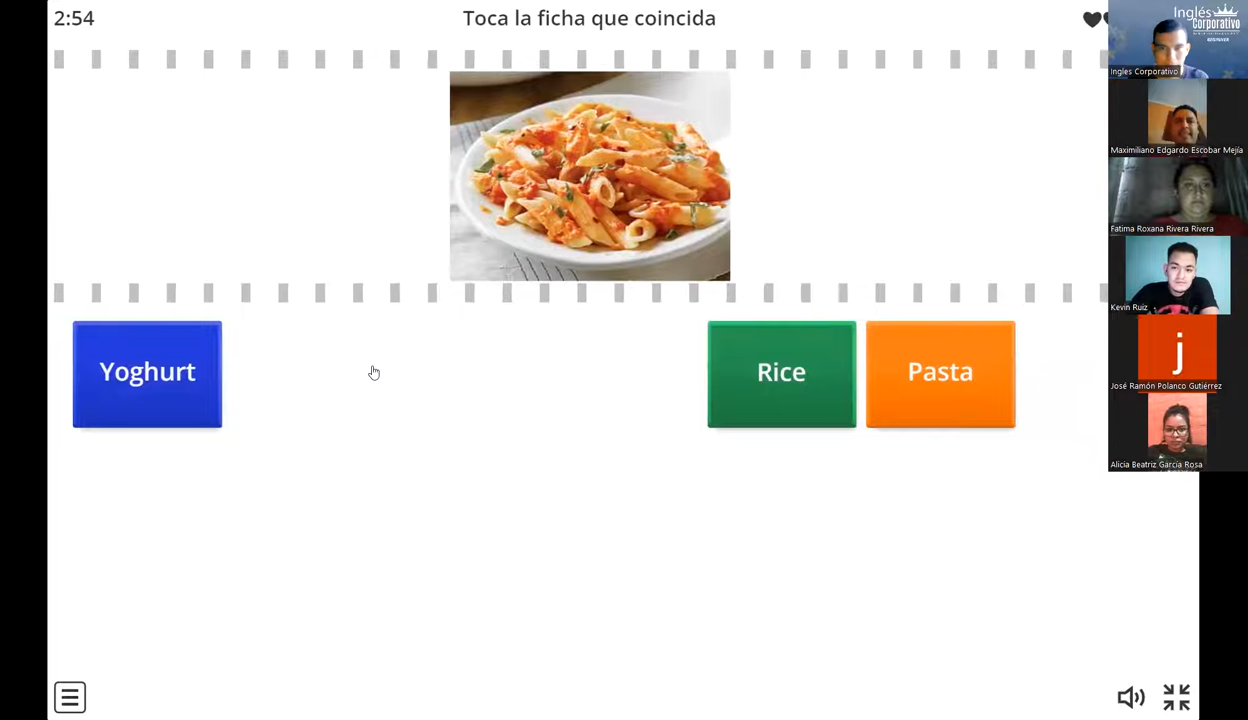 2:54
Toca la ficha que coincida
Inglés
Corporativo
BEGINNER
Ingles Corporativo
Maximiliano Edgardo Escobar Mejía
Fatima Roxana Rivera Rivera
Kevin Ruiz
j
José Ramón Polanco Gutiérrez
Alicia Beatriz García Rosa
Yoghurt
Rice
Pasta